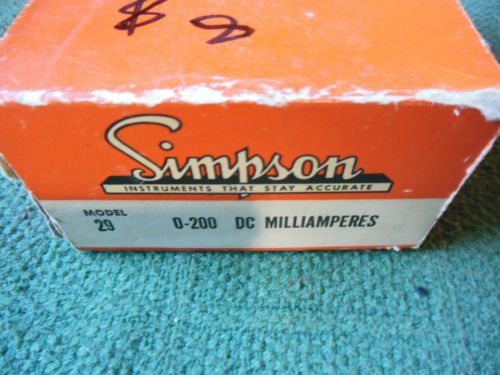 $ 8
Simpson
INSTRUMENTS THAT STAY ACCURATE
MODEL
29 0-200 DC MILLIAMPERES